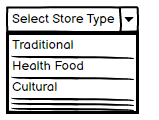 Select Store Type
Traditional
Health Food
Cultural